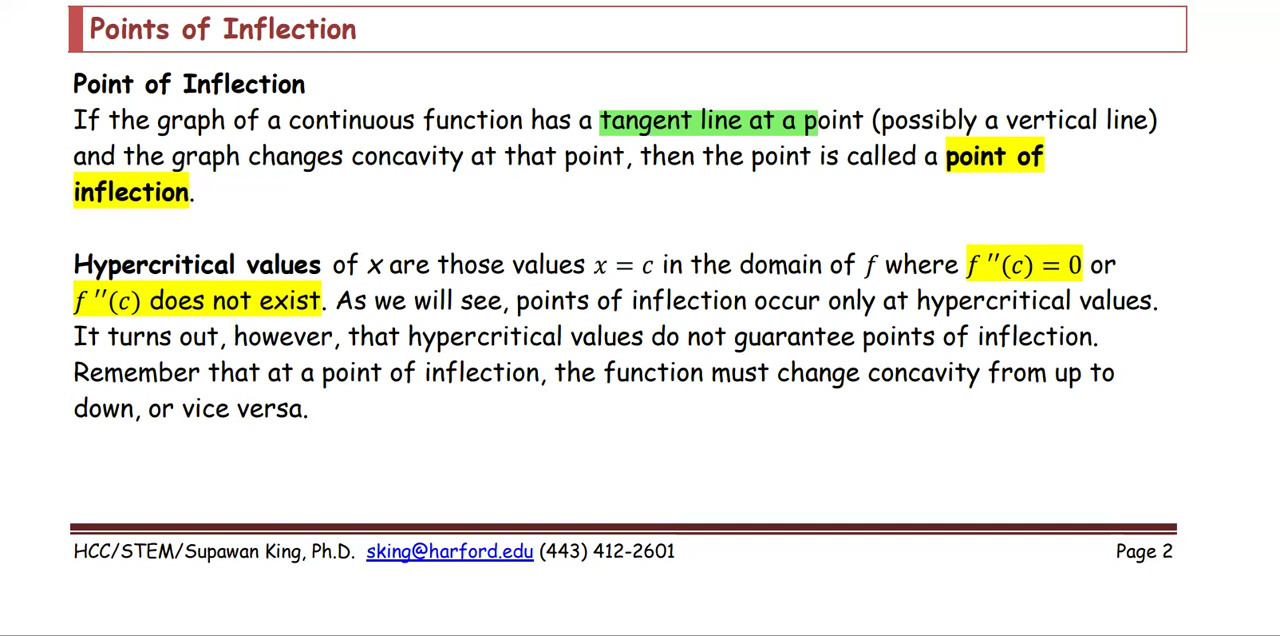 Points of Inflection
Point of Inflection
If the graph of a continuous function has a tangent line at a point (possibly a vertical line)
and the graph changes concavity at that point, then the point is called a point of
inflection.
Hypercritical values of x are those values x = c in the domain of f where f ″(c) = 0 or
f ″(c) does not exist. As we will see, points of inflection occur only at hypercritical values.
It turns out, however, that hypercritical values do not guarantee points of inflection.
Remember that at a point of inflection, the function must change concavity from up to
down, or vice versa.
HCC/STEM/Supawan King, Ph.D. sking@harford.edu (443) 412-2601 Page 2